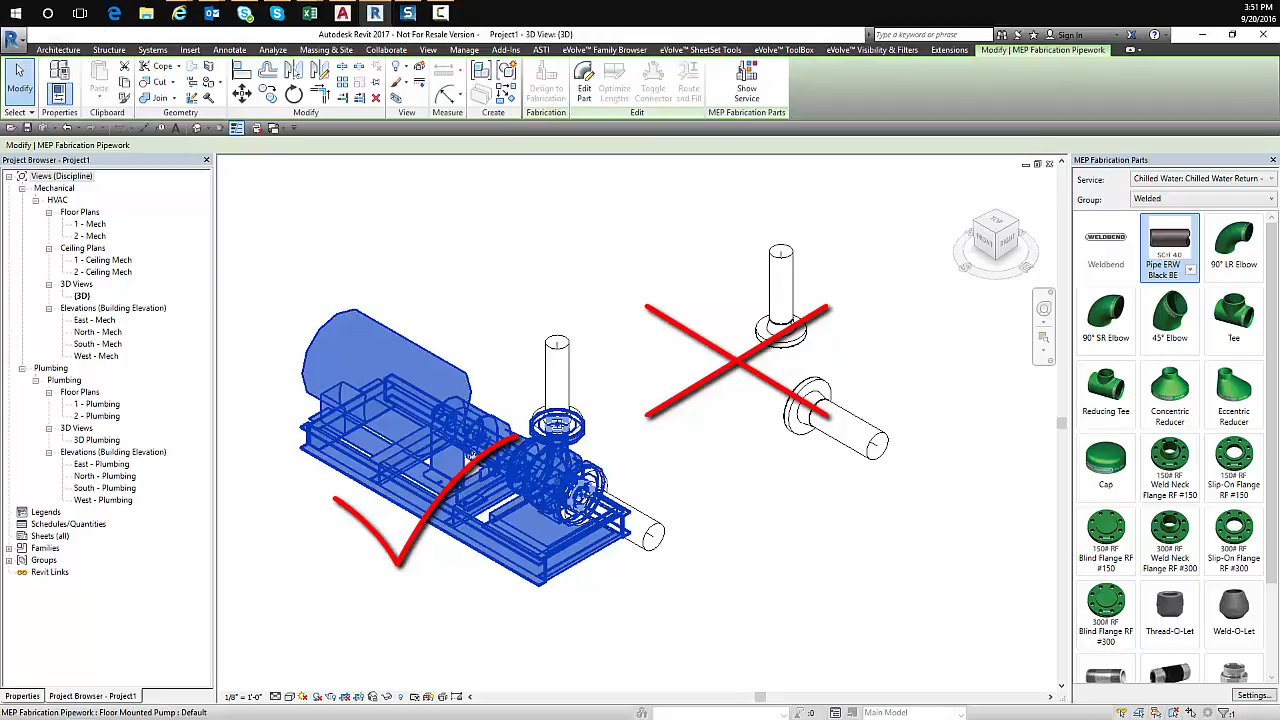 3:51 PM
9/20/2016
Autodesk Revit 2017 - Not For Resale Version - Project1 - 3D View: {3D}
Type a keyword or phrase
Sign In
Architecture Structure Systems Insert Annotate Analyze Massing & Site Collaborate View Manage Add-Ins ASTI eVolve™ Family Browser eVolve™ SheetSet Tools eVolve™ ToolBox eVolve™ Visibility & Filters Extensions Modify | MEP Fabrication Pipework
Modify
Paste
Cope
Cut
Join
Design to Fabrication
Edit Part
Optimize Lengths
Toggle Connector
Route and Fill
Show Service
Select Properties Clipboard Geometry Modify View Measure Create Fabrication Edit MEP Fabrication Parts
Modify | MEP Fabrication Pipework
Project Browser - Project1
Views (Discipline)
Mechanical
HVAC
Floor Plans
1 - Mech
2 - Mech
Ceiling Plans
1 - Ceiling Mech
2 - Ceiling Mech
3D Views
{3D}
Elevations (Building Elevation)
East - Mech
North - Mech
South - Mech
West - Mech
Plumbing
Plumbing
Floor Plans
1 - Plumbing
2 - Plumbing
3D Views
3D Plumbing
Elevations (Building Elevation)
East - Plumbing
North - Plumbing
South - Plumbing
West - Plumbing
Legends
Schedules/Quantities
Sheets (all)
Families
Groups
Revit Links
Properties Project Browser - Project1
TOP
FRONT
RIGHT
MEP Fabrication Parts
Service: Chilled Water: Chilled Water Return -
Group: Welded
WELDBEND
Weldbend
SCH 40
Pipe ERW Black BE
90° LR Elbow
90° SR Elbow
45° Elbow
Tee
Reducing Tee
Concentric Reducer
Eccentric Reducer
Cap
150# RF Weld Neck Flange RF #150
150# RF Slip-On Flange RF #150
150# RF Blind Flange RF #150
300# RF Weld Neck Flange RF #300
300# RF Slip-On Flange RF #300
300# RF Blind Flange RF #300
Thread-O-Let
Weld-O-Let
Settings...
1/8" = 1'-0"
MEP Fabrication Pipework : Floor Mounted Pump : Default
:0
Main Model
:1